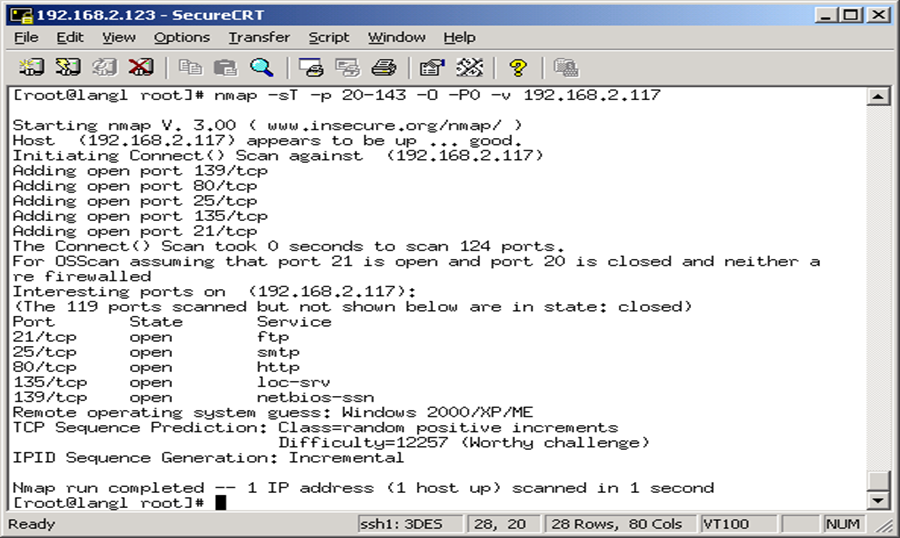 192.168.2.123 - SecureCRT
File Edit View Options Transfer Script Window Help
[root@langl root]# nmap -sT -p 20-143 -O -P0 -v 192.168.2.117
Starting nmap V. 3.00 ( www.insecure.org/nmap/ )
Host  (192.168.2.117) appears to be up ... good.
Initiating Connect() Scan against  (192.168.2.117)
Adding open port 139/tcp
Adding open port 80/tcp
Adding open port 25/tcp
Adding open port 135/tcp
Adding open port 21/tcp
The Connect() Scan took 0 seconds to scan 124 ports.
For OSScan assuming that port 21 is open and port 20 is closed and neither a
re firewalled
Interesting ports on  (192.168.2.117):
(The 119 ports scanned but not shown below are in state: closed)
Port       State       Service
21/tcp     open        ftp
25/tcp     open        smtp
80/tcp     open        http
135/tcp    open        loc-srv
139/tcp    open        netbios-ssn
Remote operating system guess: Windows 2000/XP/ME
TCP Sequence Prediction: Class=random positive increments
                         Difficulty=12257 (Worthy challenge)
IPID Sequence Generation: Incremental
Nmap run completed -- 1 IP address (1 host up) scanned in 1 second
[root@langl root]#
Ready ssh1: 3DES 28, 20 28 Rows, 80 Cols VT100 NUM